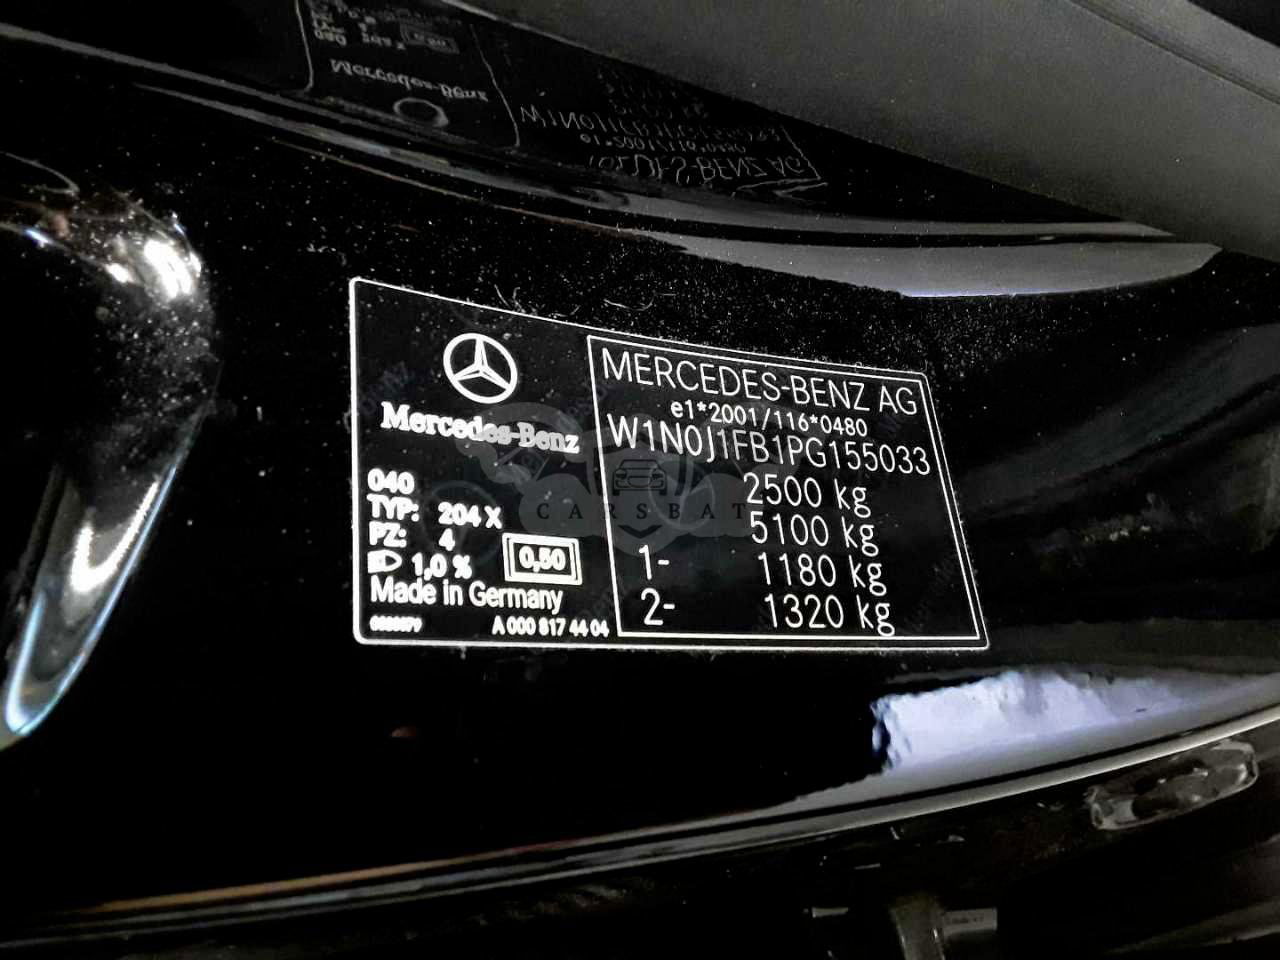 Mercedes-Benz
040
TYP: 204 X
PZ: 4
1,0 %
0,50
Made in Germany
A 000 817 44 04
MERCEDES-BENZ AG
e1*2001/116*0480
W1N0J1FB1PG155033
2500 kg
5100 kg
1- 1180 kg
2- 1320 kg
CARSBAT